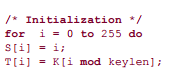 /* Initialization */
for i = 0 to 255 do
S[i] = i;
T[i] = K[i mod keylen];